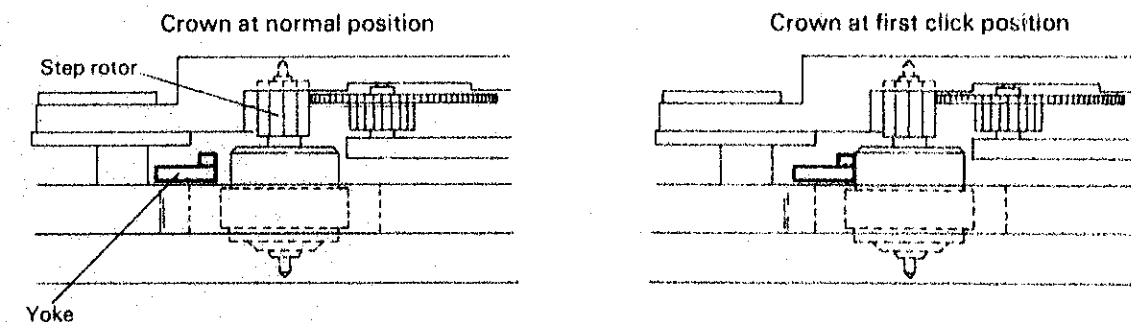 Crown at normal position
Crown at first click position
Step rotor
Yoke